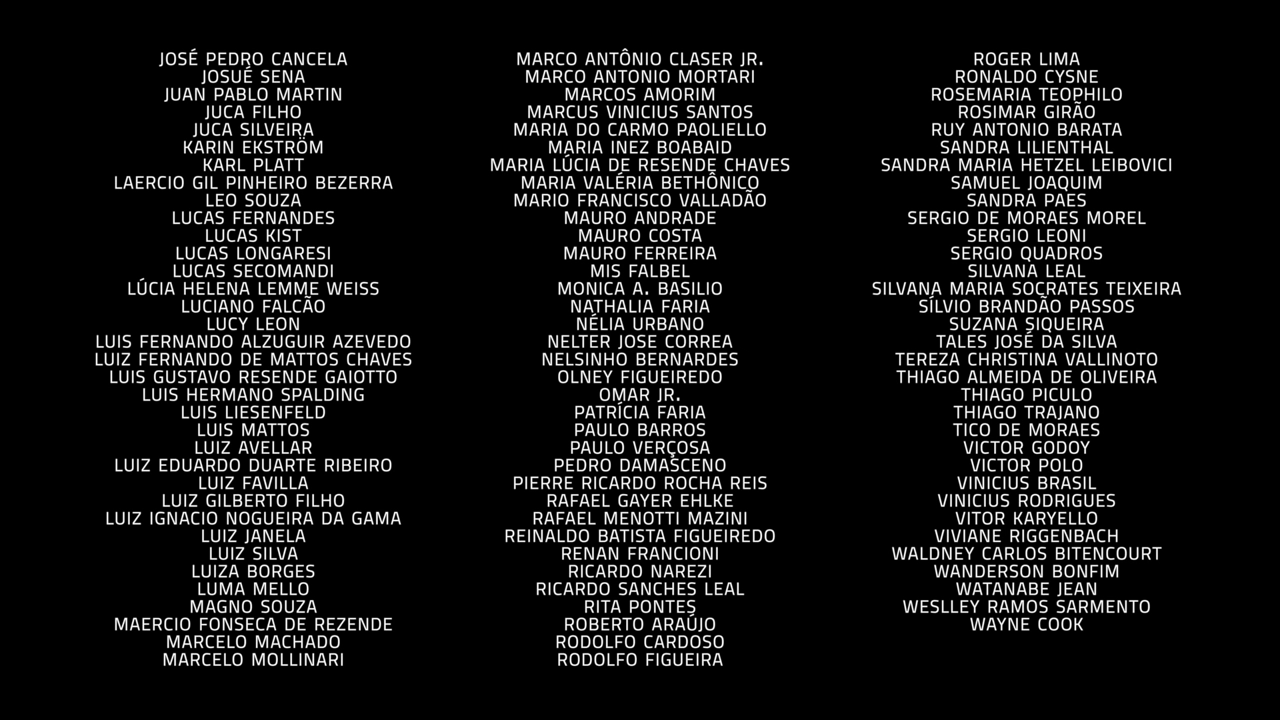 JOSÉ PEDRO CANCELA
JOSUÉ SENA
JUAN PABLO MARTIN
JUCA FILHO
JUCA SILVEIRA
KARIN EKSTRÖM
KARL PLATT
LAERCIO GIL PINHEIRO BEZERRA
LEO SOUZA
LUCAS FERNANDES
LUCAS KIST
LUCAS LONGARESI
LUCAS SECOMANDI
LÚCIA HELENA LEMME WEISS
LUCIANO FALCÃO
LUCY LEON
LUIS FERNANDO ALZUGUIR AZEVEDO
LUIZ FERNANDO DE MATTOS CHAVES
LUIS GUSTAVO RESENDE GAIOTTO
LUIS HERMANO SPALDING
LUIS LIESENFELD
LUIS MATTOS
LUIZ AVELLAR
LUIZ EDUARDO DUARTE RIBEIRO
LUIZ FAVILLA
LUIZ GILBERTO FILHO
LUIZ IGNACIO NOGUEIRA DA GAMA
LUIZ JANELA
LUIZ SILVA
LUIZA BORGES
LUMA MELLO
MAGNO SOUZA
MAERCIO FONSECA DE REZENDE
MARCELO MACHADO
MARCELO MOLLINARI
MARCO ANTÔNIO CLASER JR.
MARCO ANTONIO MORTARI
MARCOS AMORIM
MARCUS VINICIUS SANTOS
MARIA DO CARMO PAOLIELLO
MARIA INEZ BOABAID
MARIA LÚCIA DE RESENDE CHAVES
MARIA VALÉRIA BETHÔNICO
MARIO FRANCISCO VALLADÃO
MAURO ANDRADE
MAURO COSTA
MAURO FERREIRA
MIS FALBEL
MONICA A. BASILIO
NATHALIA FARIA
NÉLIA URBANO
NELTER JOSE CORREA
NELSINHO BERNARDES
OLNEY FIGUEIREDO
OMAR JR.
PATRÍCIA FARIA
PAULO BARROS
PAULO VERÇOSA
PEDRO DAMASCENO
PIERRE RICARDO ROCHA REIS
RAFAEL GAYER EHLKE
RAFAEL MENOTTI MAZINI
REINALDO BATISTA FIGUEIREDO
RENAN FRANCIONI
RICARDO NAREZI
RICARDO SANCHES LEAL
RITA PONTES
ROBERTO ARAÚJO
RODOLFO CARDOSO
RODOLFO FIGUEIRA
ROGER LIMA
RONALDO CYSNE
ROSEMARIA TEOPHILO
ROSIMAR GIRÃO
RUY ANTONIO BARATA
SANDRA LILIENTHAL
SANDRA MARIA HETZEL LEIBOVICI
SAMUEL JOAQUIM
SANDRA PAES
SERGIO DE MORAES MOREL
SERGIO LEONI
SERGIO QUADROS
SILVANA LEAL
SILVANA MARIA SOCRATES TEIXEIRA
SÍLVIO BRANDÃO PASSOS
SUZANA SIQUEIRA
TALES JOSÉ DA SILVA
TEREZA CHRISTINA VALLINOTO
THIAGO ALMEIDA DE OLIVEIRA
THIAGO PICULO
THIAGO TRAJANO
TICO DE MORAES
VICTOR GODOY
VICTOR POLO
VINICIUS BRASIL
VINICIUS RODRIGUES
VITOR KARYELLO
VIVIANE RIGGENBACH
WALDNEY CARLOS BITENCOURT
WANDERSON BONFIM
WATANABE JEAN
WESLLEY RAMOS SARMENTO
WAYNE COOK